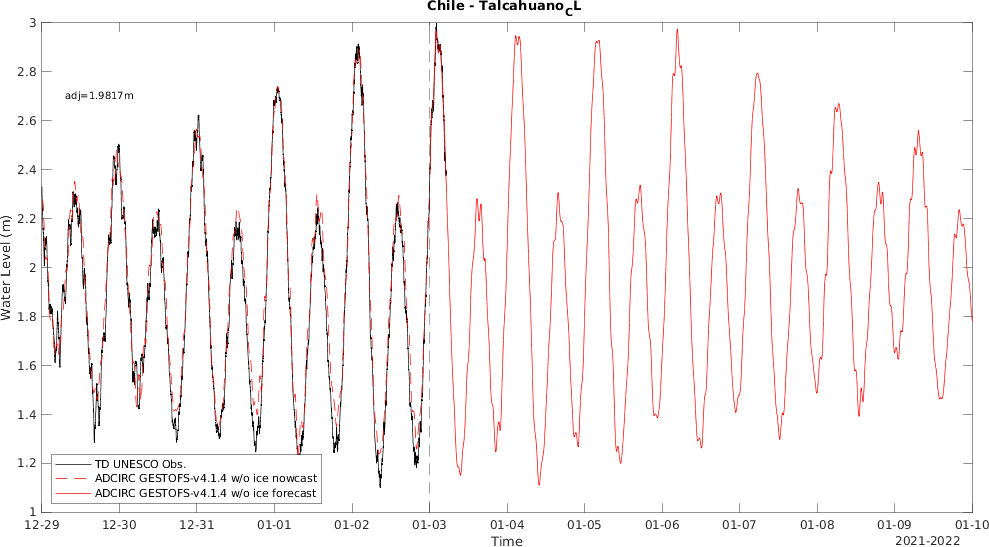 Chile - Talcahuano_CL
adj=1.9817m
Water Level (m)
3
2.8
2.6
2.4
2.2
2
1.8
1.6
1.4
1.2
1
TD UNESCO Obs.
ADCIRC GESTOFS-v4.1.4 w/o ice nowcast
ADCIRC GESTOFS-v4.1.4 w/o ice forecast
12-29 12-30 12-31 01-01 01-02 01-03 01-04 01-05 01-06 01-07 01-08 01-09 01-10
Time
2021-2022